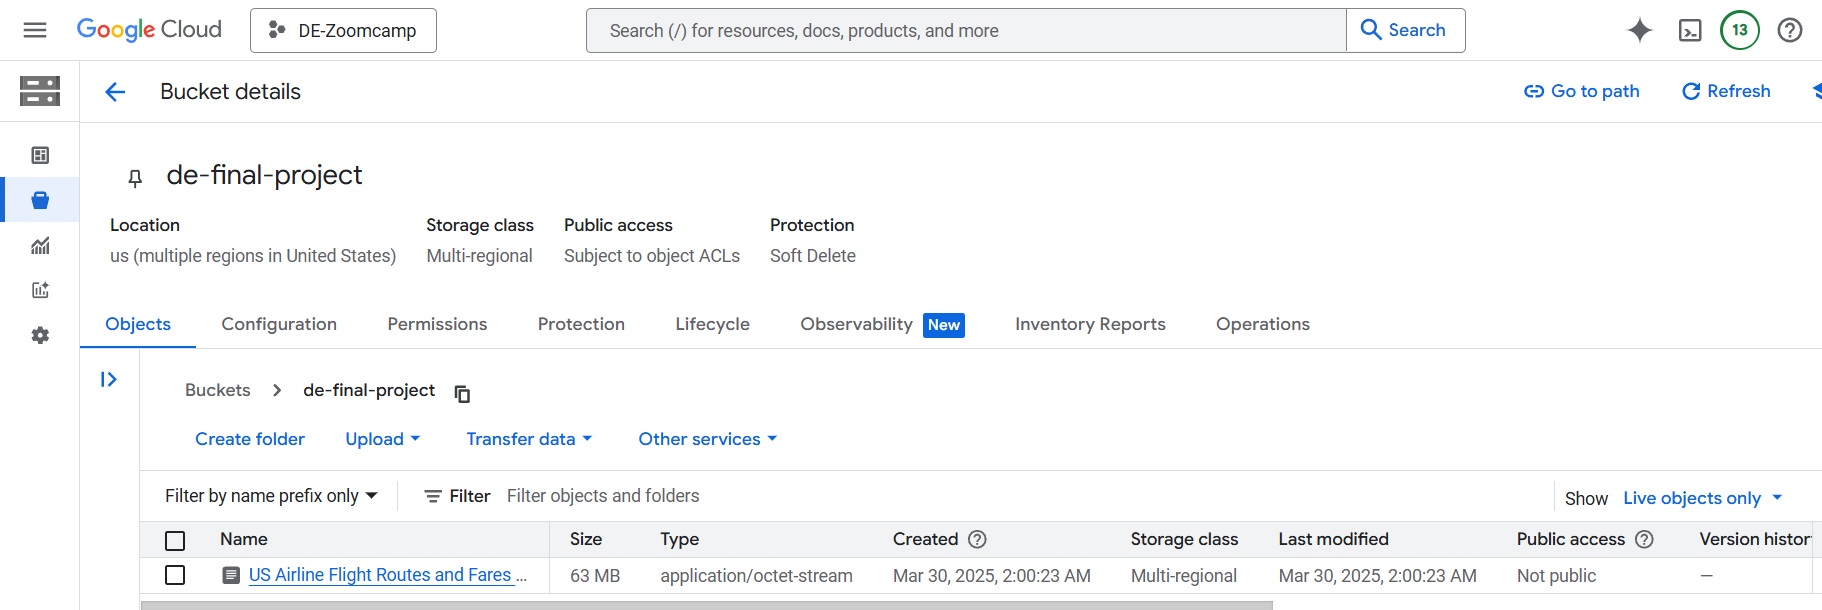 Google Cloud DE-Zoomcamp Search (/) for resources, docs, products, and more Search 13
Bucket details Go to path Refresh
de-final-project
Location Storage class Public access Protection
us (multiple regions in United States) Multi-regional Subject to object ACLs Soft Delete
Objects Configuration Permissions Protection Lifecycle Observability New Inventory Reports Operations
Buckets > de-final-project
Create folder Upload Transfer data Other services
Filter by name prefix only Filter Filter objects and folders Show Live objects only
Name Size Type Created Storage class Last modified Public access Version histor
US Airline Flight Routes and Fares ... 63 MB application/octet-stream Mar 30, 2025, 2:00:23 AM Multi-regional Mar 30, 2025, 2:00:23 AM Not public —